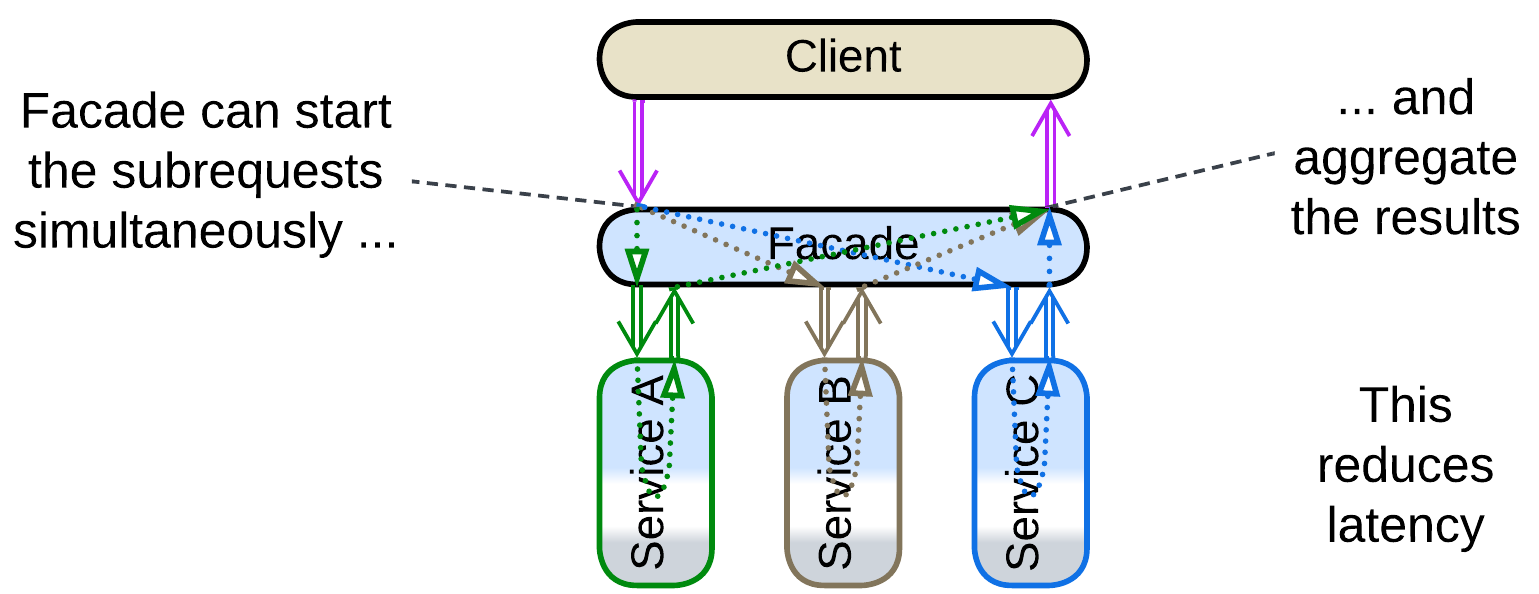 Client
Facade can start
the subrequests
simultaneously ...
... and
aggregate
the results
Facade
Service A
Service B
Service C
This
reduces
latency